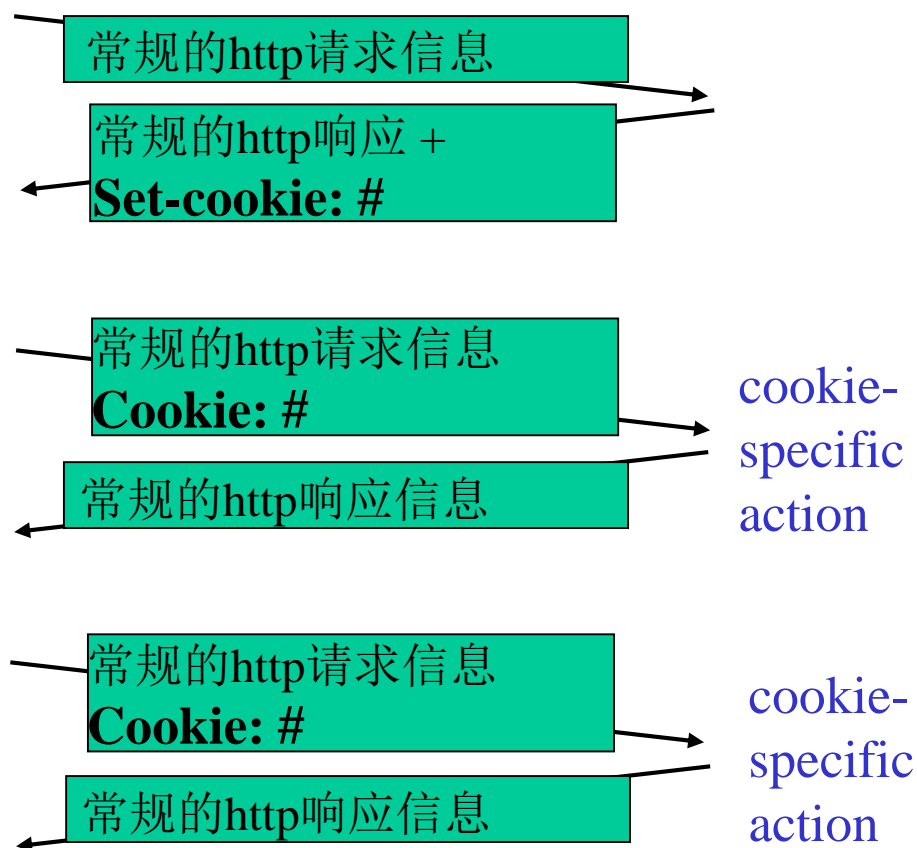 常规的http请求信息
常规的http响应 +
Set-cookie: #
常规的http请求信息
Cookie: #
cookie-
specific
action
常规的http响应信息
常规的http请求信息
Cookie: #
cookie-
specific
action
常规的http响应信息